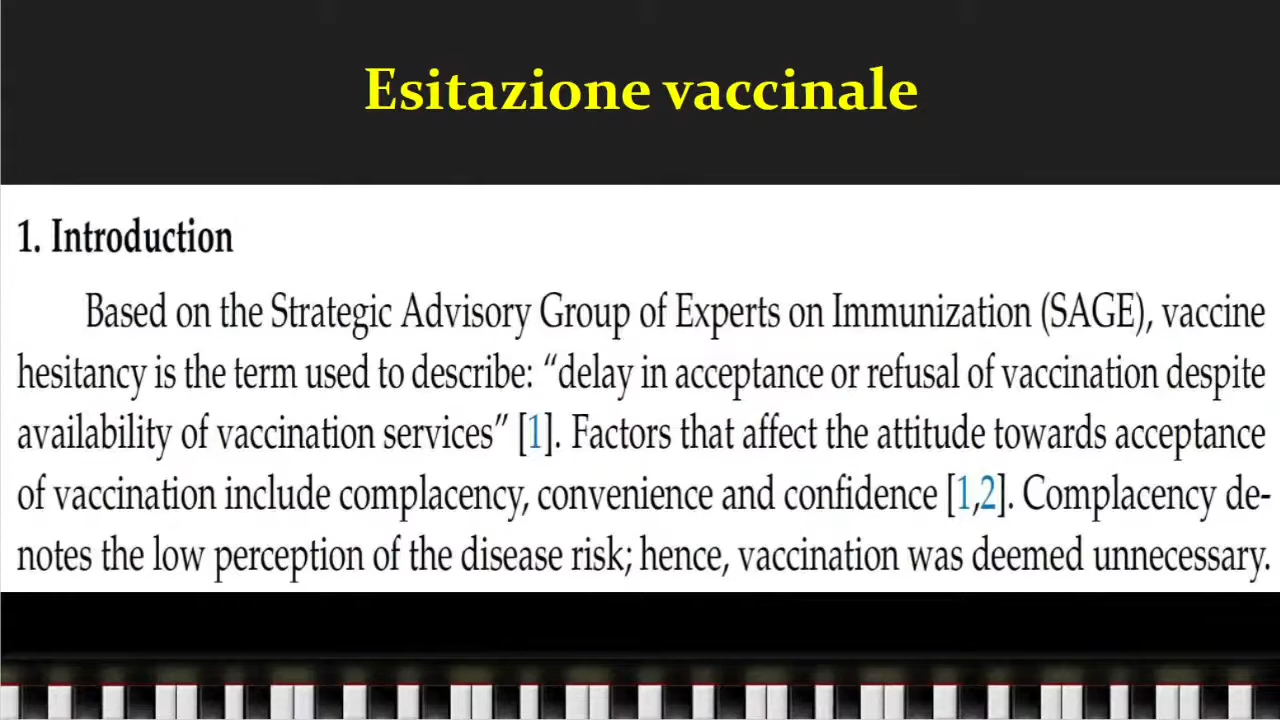 Esitazione vaccinale
1. Introduction
Based on the Strategic Advisory Group of Experts on Immunization (SAGE), vaccine
hesitancy is the term used to describe: “delay in acceptance or refusal of vaccination despite
availability of vaccination services” [1]. Factors that affect the attitude towards acceptance
of vaccination include complacency, convenience and confidence [1,2]. Complacency de-
notes the low perception of the disease risk; hence, vaccination was deemed unnecessary.